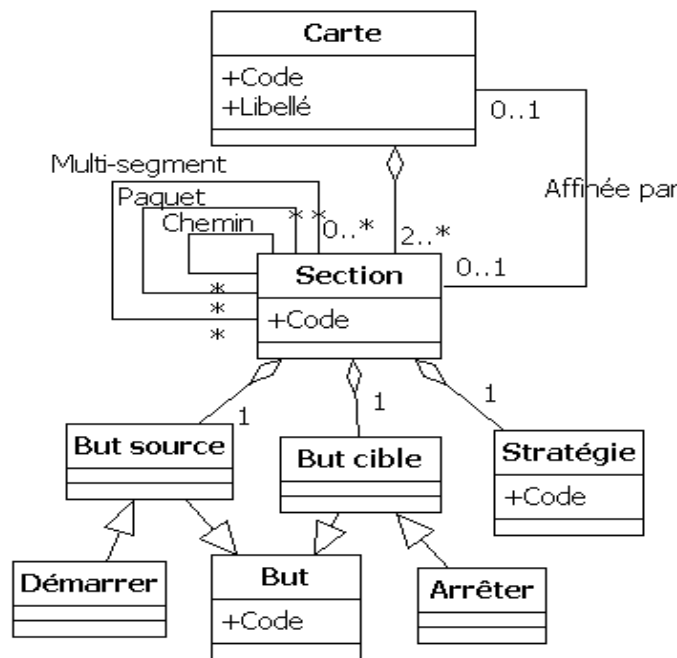 Carte
+Code
+Libellé
0..1
Multi-segment
Affinée par
Paquet
Chemin
* *
0..*
2..*
0..1
Section
+Code
*
*
*
1
1
1
But source
But cible
Stratégie
+Code
Démarrer
But
+Code
Arrêter